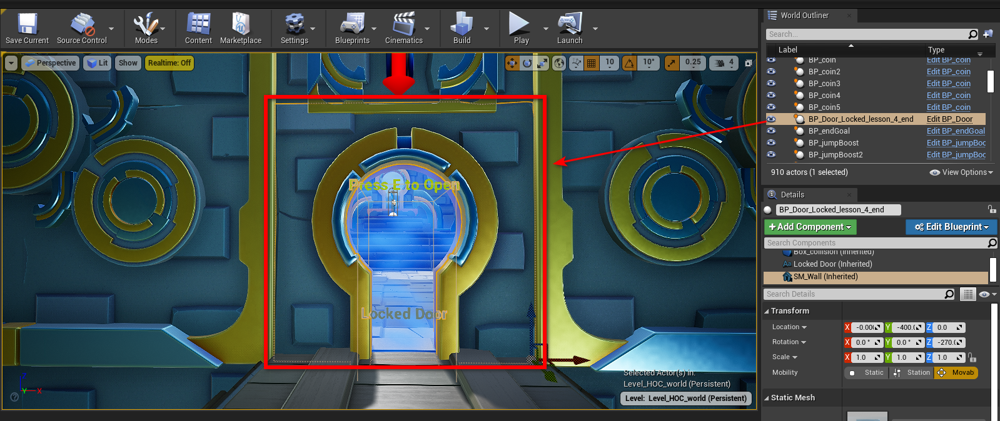 Save Current
Source Control
Modes
Content
Marketplace
Settings
Blueprints
Cinematics
Build
Play
Launch
Perspective
Lit
Show
Realtime: Off
10
10°
0.25
4
Press E to Open
Locked Door
Z
Y
X
Selected Actor(s) in:
Level_HOC_world (Persistent)
Level: Level_HOC_world (Persistent)
World Outliner
Search...
Label Type
BP_coin Edit BP_coin
BP_coin2 Edit BP_coin
BP_coin3 Edit BP_coin
BP_coin4 Edit BP_coin
BP_coin5 Edit BP_coin
BP_Door_Locked_lesson_4_end Edit BP_Door
BP_endGoal Edit BP_endGoal
BP_jumpBoost Edit BP_jumpBoo
BP_jumpBoost2 Edit BP_jumpBoo
910 actors (1 selected) View Options
Details
BP_Door_Locked_lesson_4_end
+Add Component Edit Blueprint
Search Components
Box_collision (Inherited)
Aa Locked Door (Inherited)
SM_Wall (Inherited)
Search Details
Transform
Location X -0.00 Y -400.0 Z 0.0
Rotation X 0.0 ° Y 0.0 ° Z -270.0
Scale X 1.0 Y 1.0 Z 1.0
Mobility Static Station Movab
Static Mesh